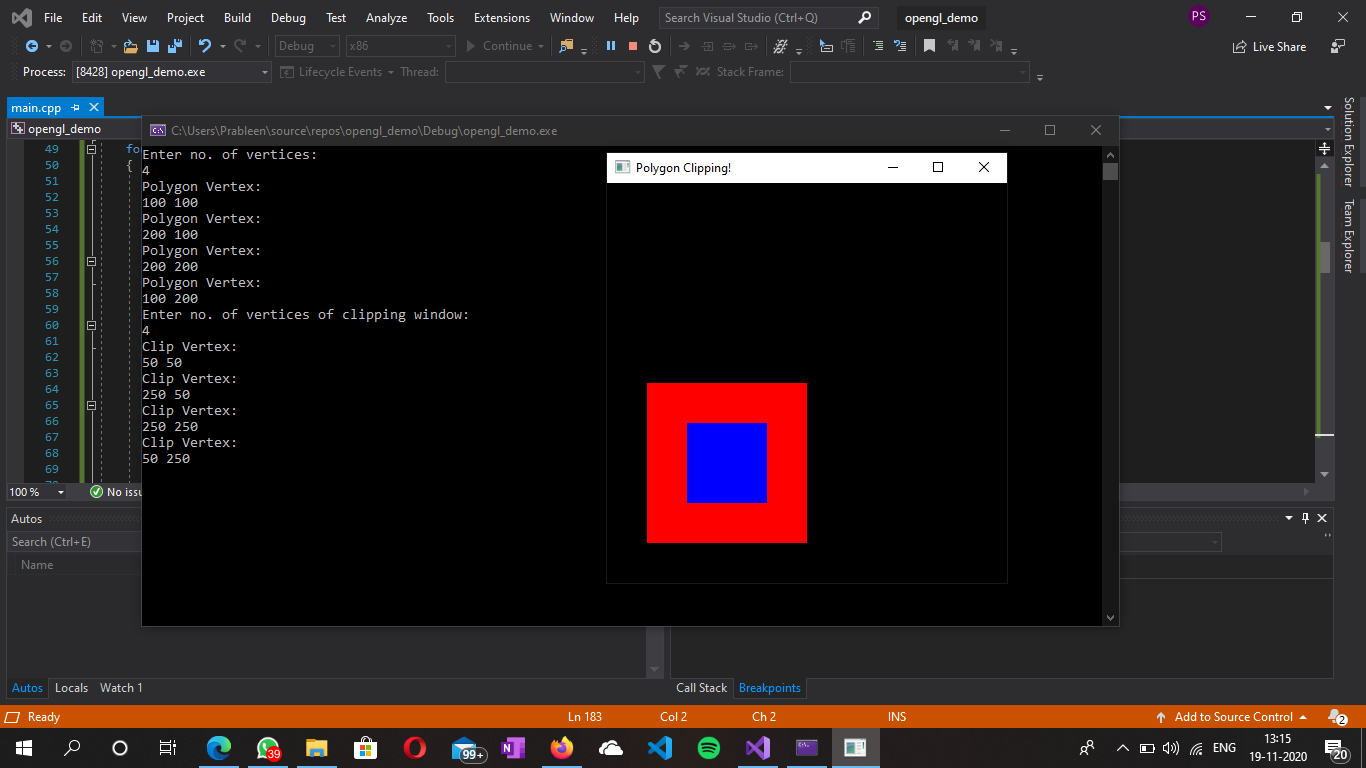 File Edit View Project Build Debug Test Analyze Tools Extensions Window Help Search Visual Studio (Ctrl+Q) opengl_demo PS
Debug x86 Continue Live Share
Process: [8428] opengl_demo.exe Lifecycle Events Thread: Stack Frame:
main.cpp
opengl_demo
C:\Users\Prableen\source\repos\opengl_demo\Debug\opengl_demo.exe
49 fo
50 {
51
52
53
54
55
56
57
58
59
60
61
62
63
64
65
66
67
68
69
Enter no. of vertices:
4
Polygon Vertex:
100 100
Polygon Vertex:
200 100
Polygon Vertex:
200 200
Polygon Vertex:
100 200
Enter no. of vertices of clipping window:
4
Clip Vertex:
50 50
Clip Vertex:
250 50
Clip Vertex:
250 250
Clip Vertex:
50 250
Polygon Clipping!
Solution Explorer
Team Explorer
100 % No issu
Autos
Search (Ctrl+E)
Name
Autos Locals Watch 1
Call Stack Breakpoints
Ready Ln 183 Col 2 Ch 2 INS Add to Source Control 2
39 99+ ENG 13:15
19-11-2020 20